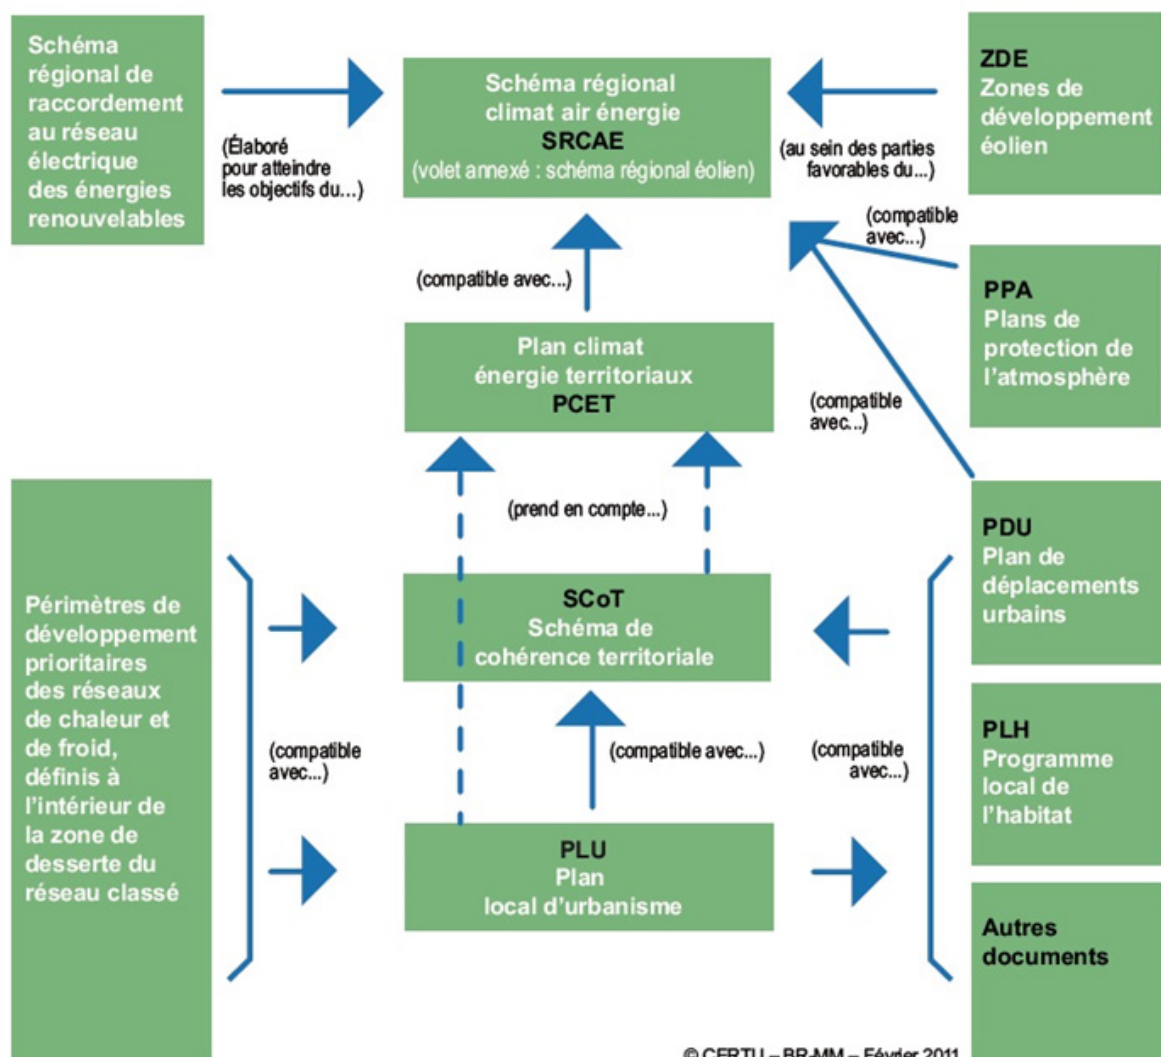 Schéma
régional de
raccordement
au réseau
électrique
des énergies
renouvelables
(Élaboré
pour atteindre
les objectifs du...)
Schéma régional
climat air énergie
SRCAE
(volet annexé : schéma régional éolien)
(au sein des parties
favorables du...)
ZDE
Zones de
développement
éolien
(compatible
avec...)
PPA
Plans de
protection de
l'atmosphère
(compatible avec...)
Plan climat
énergie territoriaux
PCET
(compatible
avec...)
(prend en compte...)
PDU
Plan de
déplacements
urbains
SCoT
Schéma de
cohérence territoriale
Périmètres de
développement
prioritaires
des réseaux
de chaleur et
de froid,
définis à
l'intérieur de
la zone de
desserte du
réseau classé
(compatible
avec...)
(compatible avec...)
(compatible
avec...)
PLH
Programme
local de
l'habitat
PLU
Plan
local d'urbanisme
Autres
documents
© CERTU – BR-MM – Février 2011